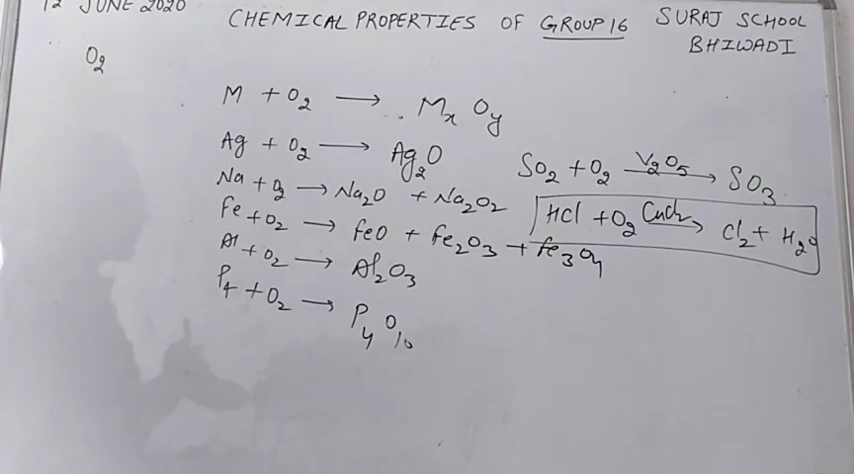 12 JUNE 2020
CHEMICAL PROPERTIES OF GROUP 16
SURAJ SCHOOL
BHIWADI
O₂
M + O₂ → MₓOy
Ag + O₂ → Ag₂O
Na + O₂ → Na₂O + Na₂O₂
Fe + O₂ → FeO + Fe₂O₃ + Fe₃O₄
Al + O₂ → Al₂O₃
P₄ + O₂ → P₄O₁₀
SO₂ + O₂ V₂O₅ → SO₃
HCl + O₂ CuCl₂ → Cl₂ + H₂O